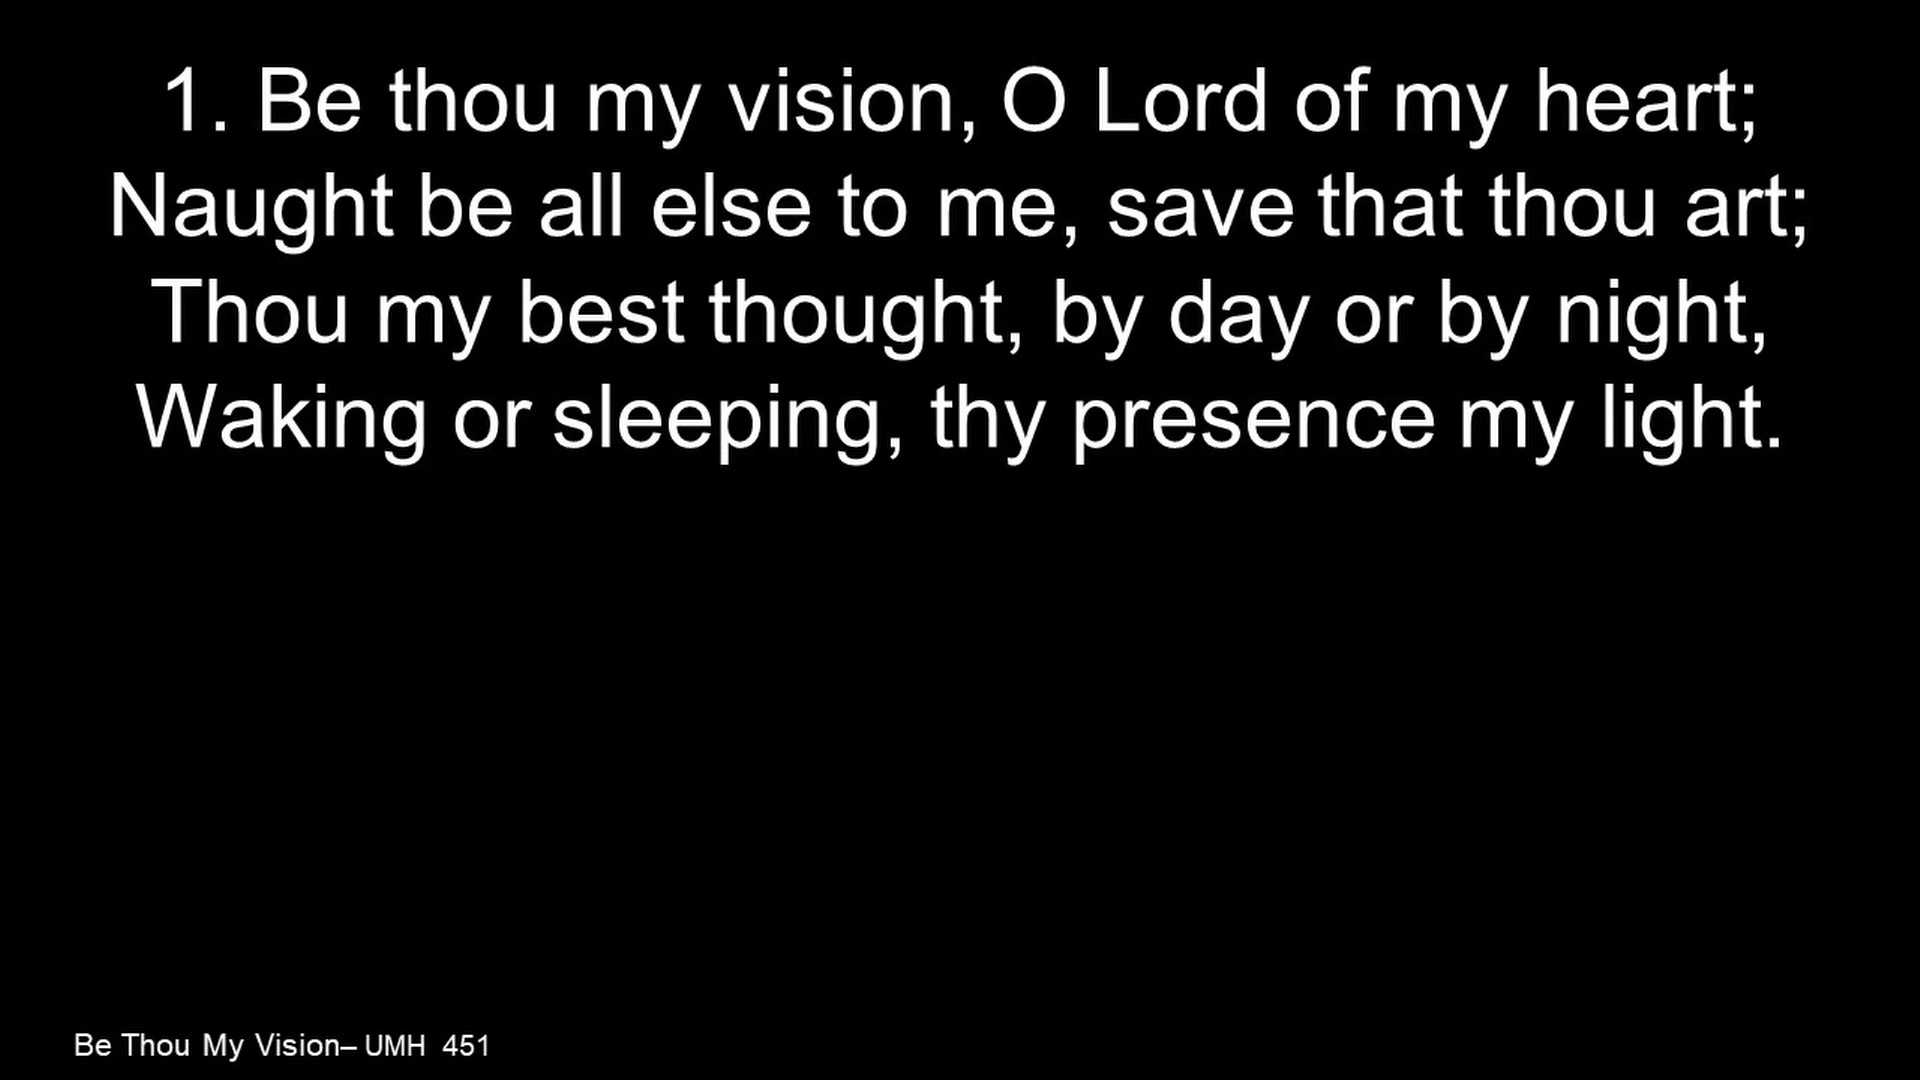 1. Be thou my vision, O Lord of my heart;
Naught be all else to me, save that thou art;
Thou my best thought, by day or by night,
Waking or sleeping, thy presence my light.
Be Thou My Vision– UMH 451